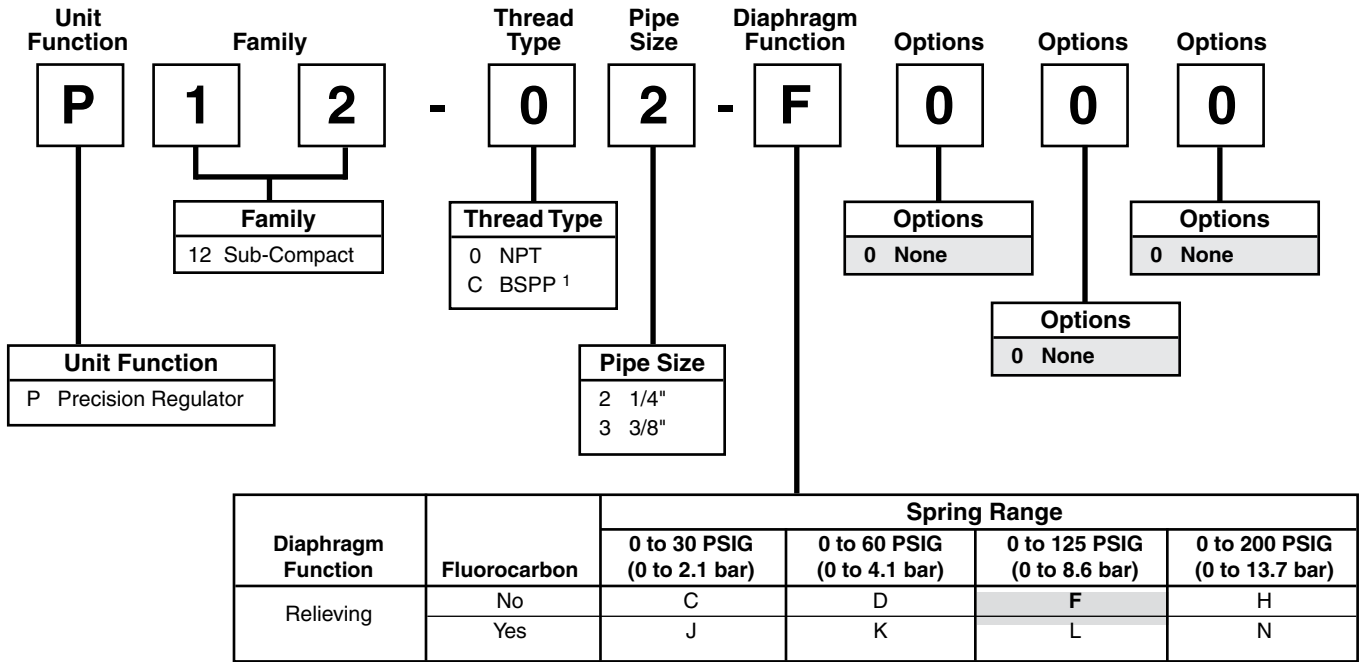 Unit Function
Family
Thread Type
Pipe Size
Diaphragm Function
Options
Options
Options
P 1 2 - 0 2 - F 0 0 0
Family
12 Sub-Compact
Thread Type
0 NPT
C BSPP 1
Options
0 None
Options
0 None
Options
0 None
Unit Function
P Precision Regulator
Pipe Size
2 1/4"
3 3/8"
Spring Range
Diaphragm Function
Fluorocarbon
0 to 30 PSIG (0 to 2.1 bar)
0 to 60 PSIG (0 to 4.1 bar)
0 to 125 PSIG (0 to 8.6 bar)
0 to 200 PSIG (0 to 13.7 bar)
Relieving
No C D F H
Yes J K L N